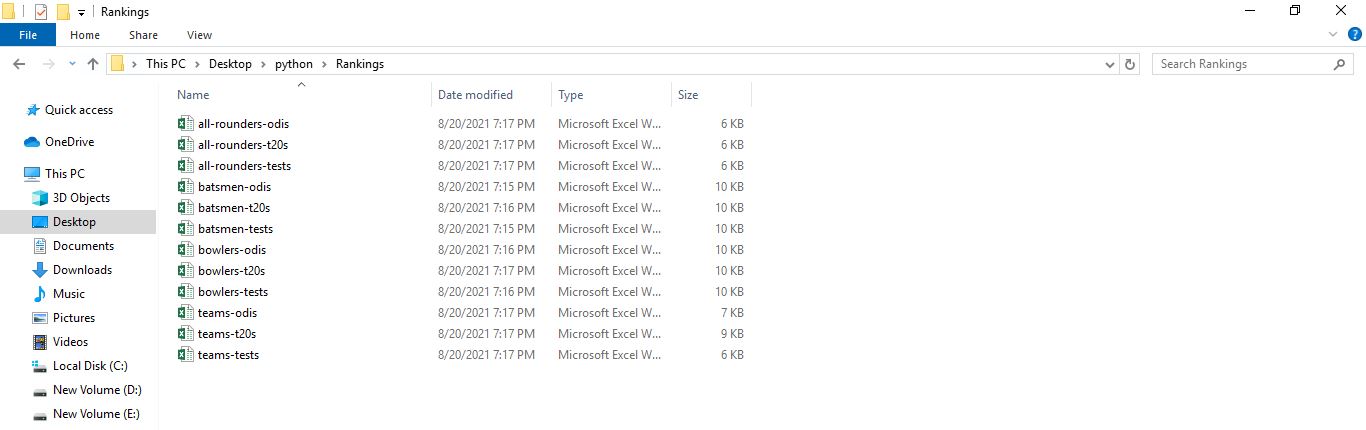 Rankings
File Home Share View
This PC Desktop python Rankings Search Rankings
Name Date modified Type Size
Quick access
OneDrive
This PC
3D Objects
Desktop
Documents
Downloads
Music
Pictures
Videos
Local Disk (C:)
New Volume (D:)
New Volume (E:)
all-rounders-odis 8/20/2021 7:17 PM Microsoft Excel W... 6 KB
all-rounders-t20s 8/20/2021 7:17 PM Microsoft Excel W... 6 KB
all-rounders-tests 8/20/2021 7:17 PM Microsoft Excel W... 6 KB
batsmen-odis 8/20/2021 7:15 PM Microsoft Excel W... 10 KB
batsmen-t20s 8/20/2021 7:16 PM Microsoft Excel W... 10 KB
batsmen-tests 8/20/2021 7:15 PM Microsoft Excel W... 10 KB
bowlers-odis 8/20/2021 7:16 PM Microsoft Excel W... 10 KB
bowlers-t20s 8/20/2021 7:17 PM Microsoft Excel W... 10 KB
bowlers-tests 8/20/2021 7:16 PM Microsoft Excel W... 10 KB
teams-odis 8/20/2021 7:17 PM Microsoft Excel W... 7 KB
teams-t20s 8/20/2021 7:17 PM Microsoft Excel W... 9 KB
teams-tests 8/20/2021 7:17 PM Microsoft Excel W... 6 KB